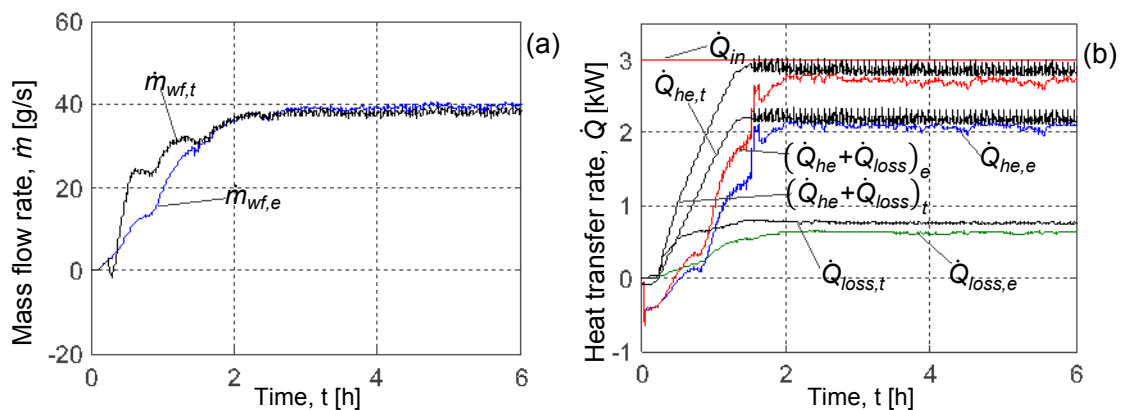 (a)
Mass flow rate, ṁ [g/s]
60
40
20
0
-20
ṁwf,t
ṁwf,e
0
2
4
6
Time, t [h]
(b)
Heat transfer rate, Q̇ [kW]
3
2
1
0
-1
Q̇in
Q̇he,t
(Q̇he+Q̇loss)e
Q̇he,e
(Q̇he+Q̇loss)t
Q̇loss,t
Q̇loss,e
0
2
4
6
Time, t [h]